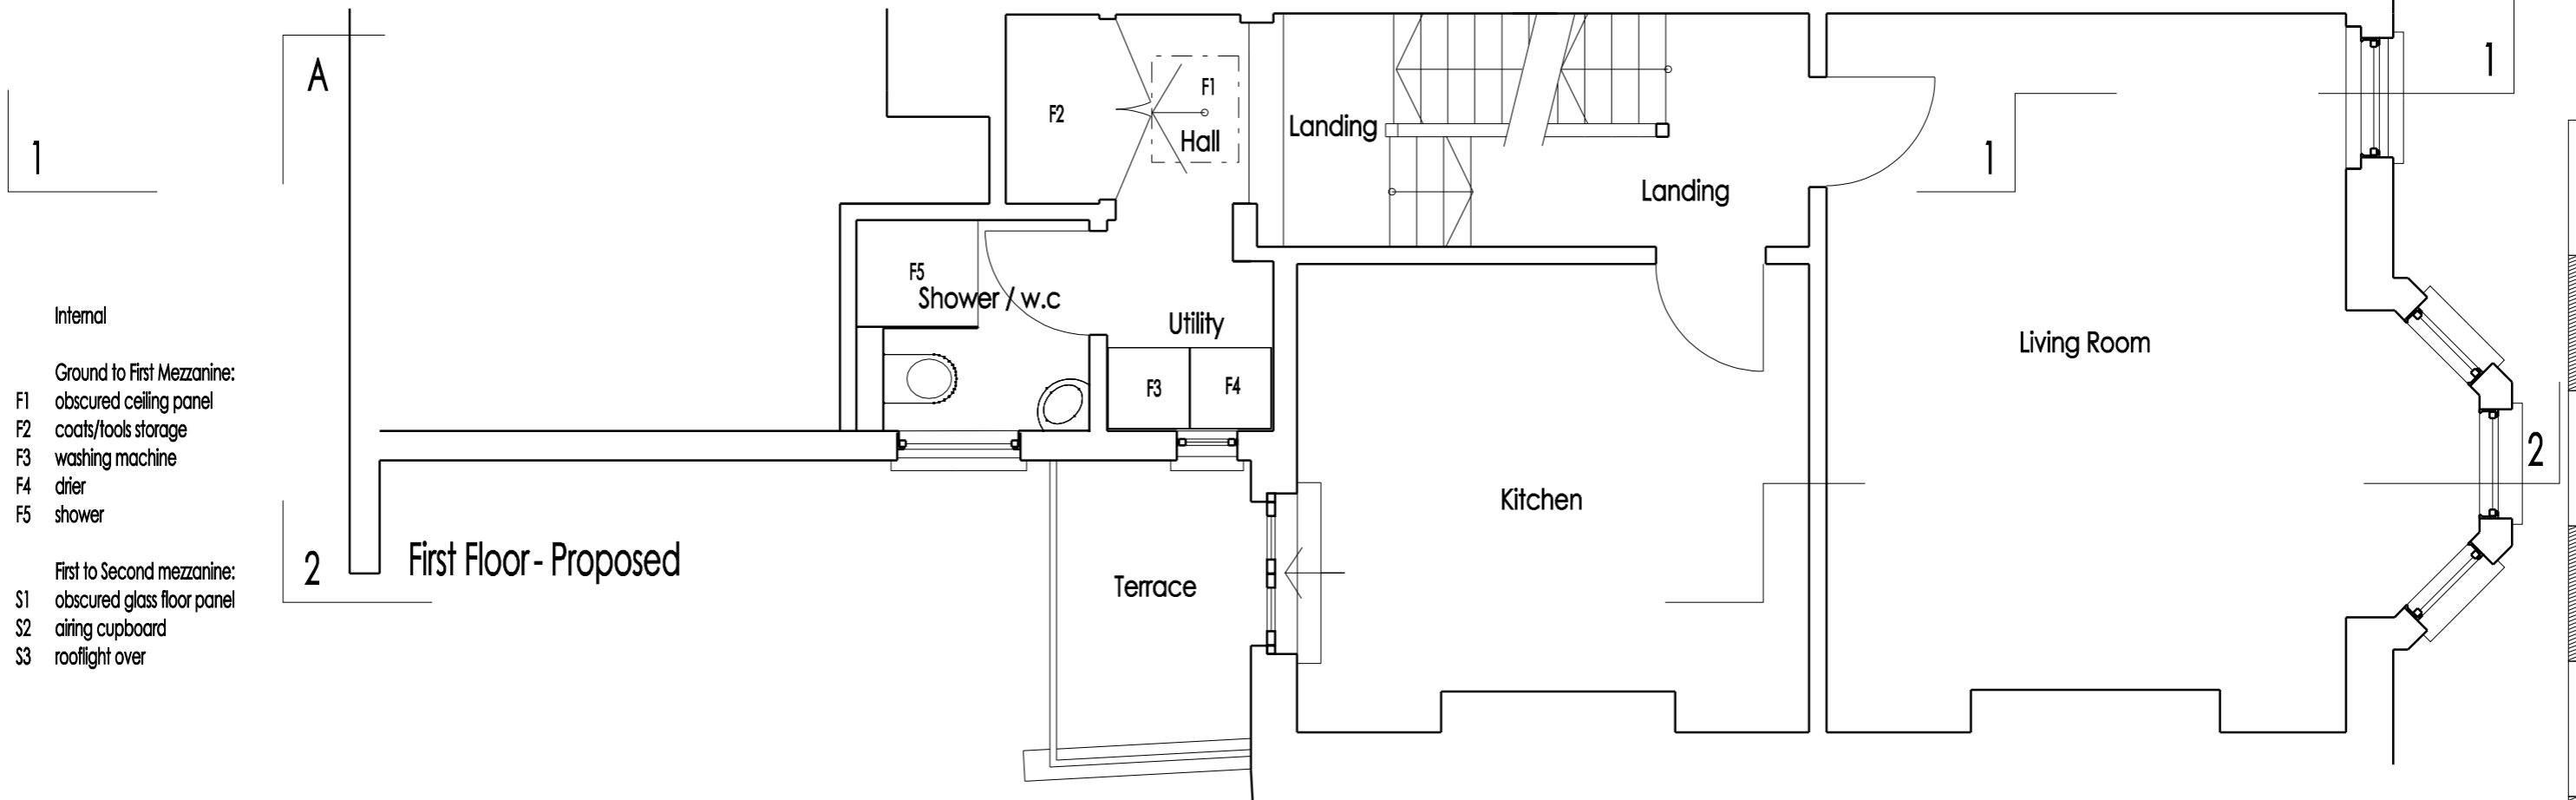 A
1
Internal
Ground to First Mezzanine:
F1 obscured ceiling panel
F2 coats/tools storage
F3 washing machine
F4 drier
F5 shower
First to Second mezzanine:
S1 obscured glass floor panel
S2 airing cupboard
S3 rooflight over
2
First Floor - Proposed
F2
F1
Hall
Landing
Landing
1
1
F5
Shower / w.c
Utility
F3
F4
Living Room
Kitchen
2
Terrace